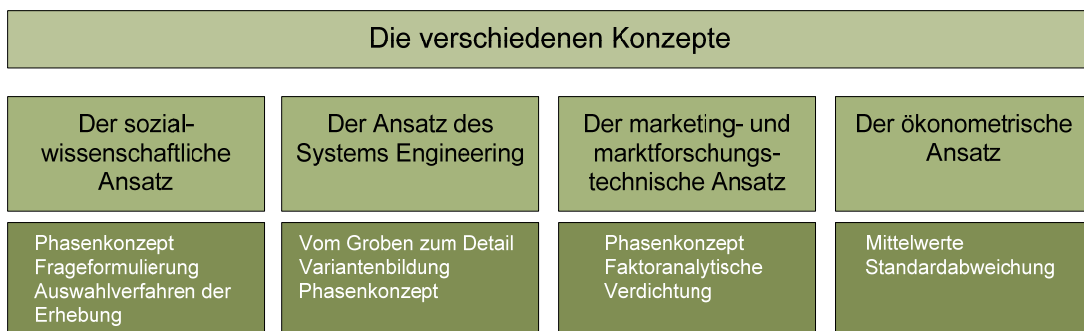 Die verschiedenen Konzepte
Der sozial-
wissenschaftliche
Ansatz
Der Ansatz des
Systems Engineering
Der marketing- und
marktforschungs-
technische Ansatz
Der ökonometrische
Ansatz
Phasenkonzept
Frageformulierung
Auswahlverfahren der
Erhebung
Vom Groben zum Detail
Variantenbildung
Phasenkonzept
Phasenkonzept
Faktoranalytische
Verdichtung
Mittelwerte
Standardabweichung